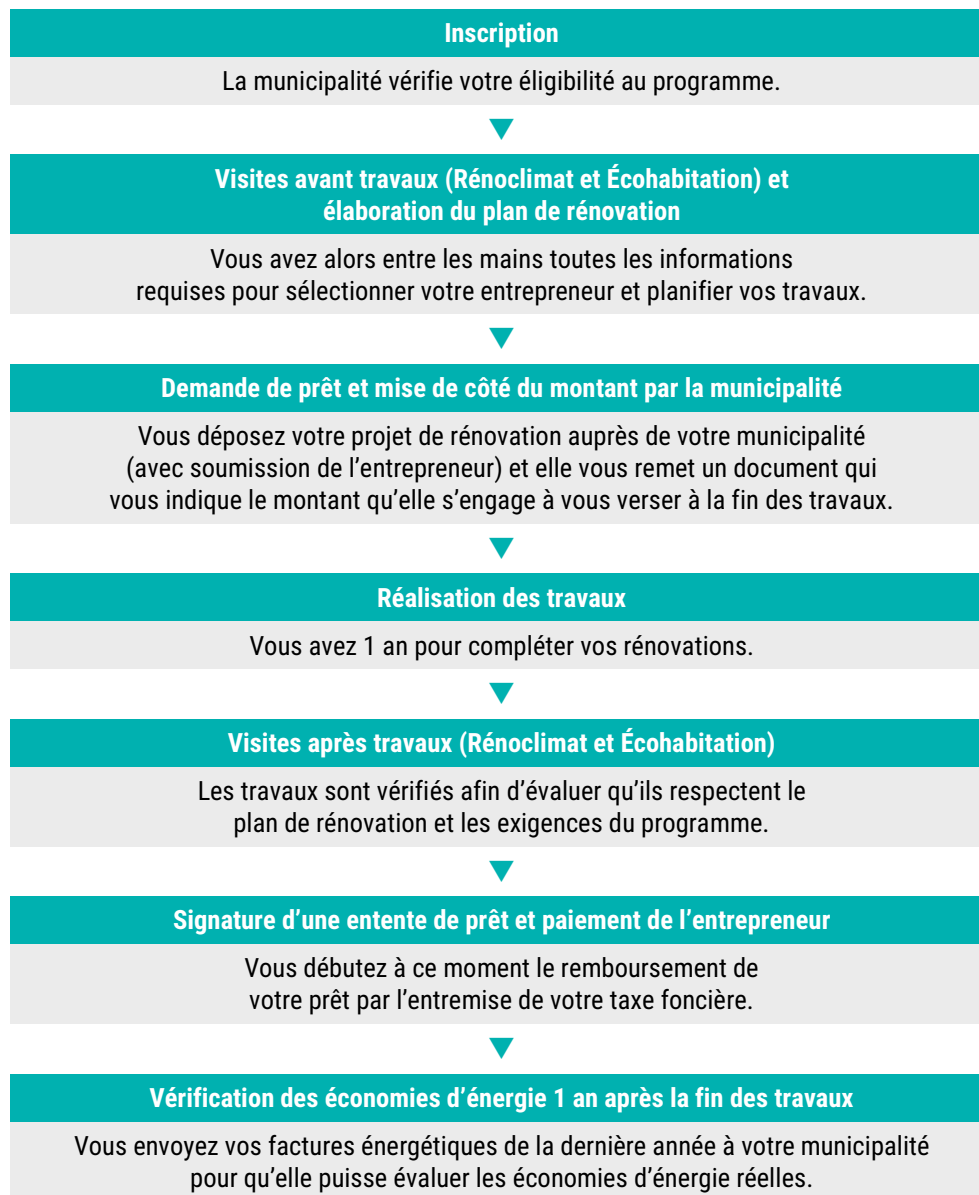 Inscription
La municipalité vérifie votre éligibilité au programme.
Visites avant travaux (Rénoclimat et Écohabitation) et
élaboration du plan de rénovation
Vous avez alors entre les mains toutes les informations
requises pour sélectionner votre entrepreneur et planifier vos travaux.
Demande de prêt et mise de côté du montant par la municipalité
Vous déposez votre projet de rénovation auprès de votre municipalité
(avec soumission de l’entrepreneur) et elle vous remet un document qui
vous indique le montant qu’elle s’engage à vous verser à la fin des travaux.
Réalisation des travaux
Vous avez 1 an pour compléter vos rénovations.
Visites après travaux (Rénoclimat et Écohabitation)
Les travaux sont vérifiés afin d’évaluer qu’ils respectent le
plan de rénovation et les exigences du programme.
Signature d’une entente de prêt et paiement de l’entrepreneur
Vous débutez à ce moment le remboursement de
votre prêt par l’entremise de votre taxe foncière.
Vérification des économies d’énergie 1 an après la fin des travaux
Vous envoyez vos factures énergétiques de la dernière année à votre municipalité
pour qu’elle puisse évaluer les économies d’énergie réelles.